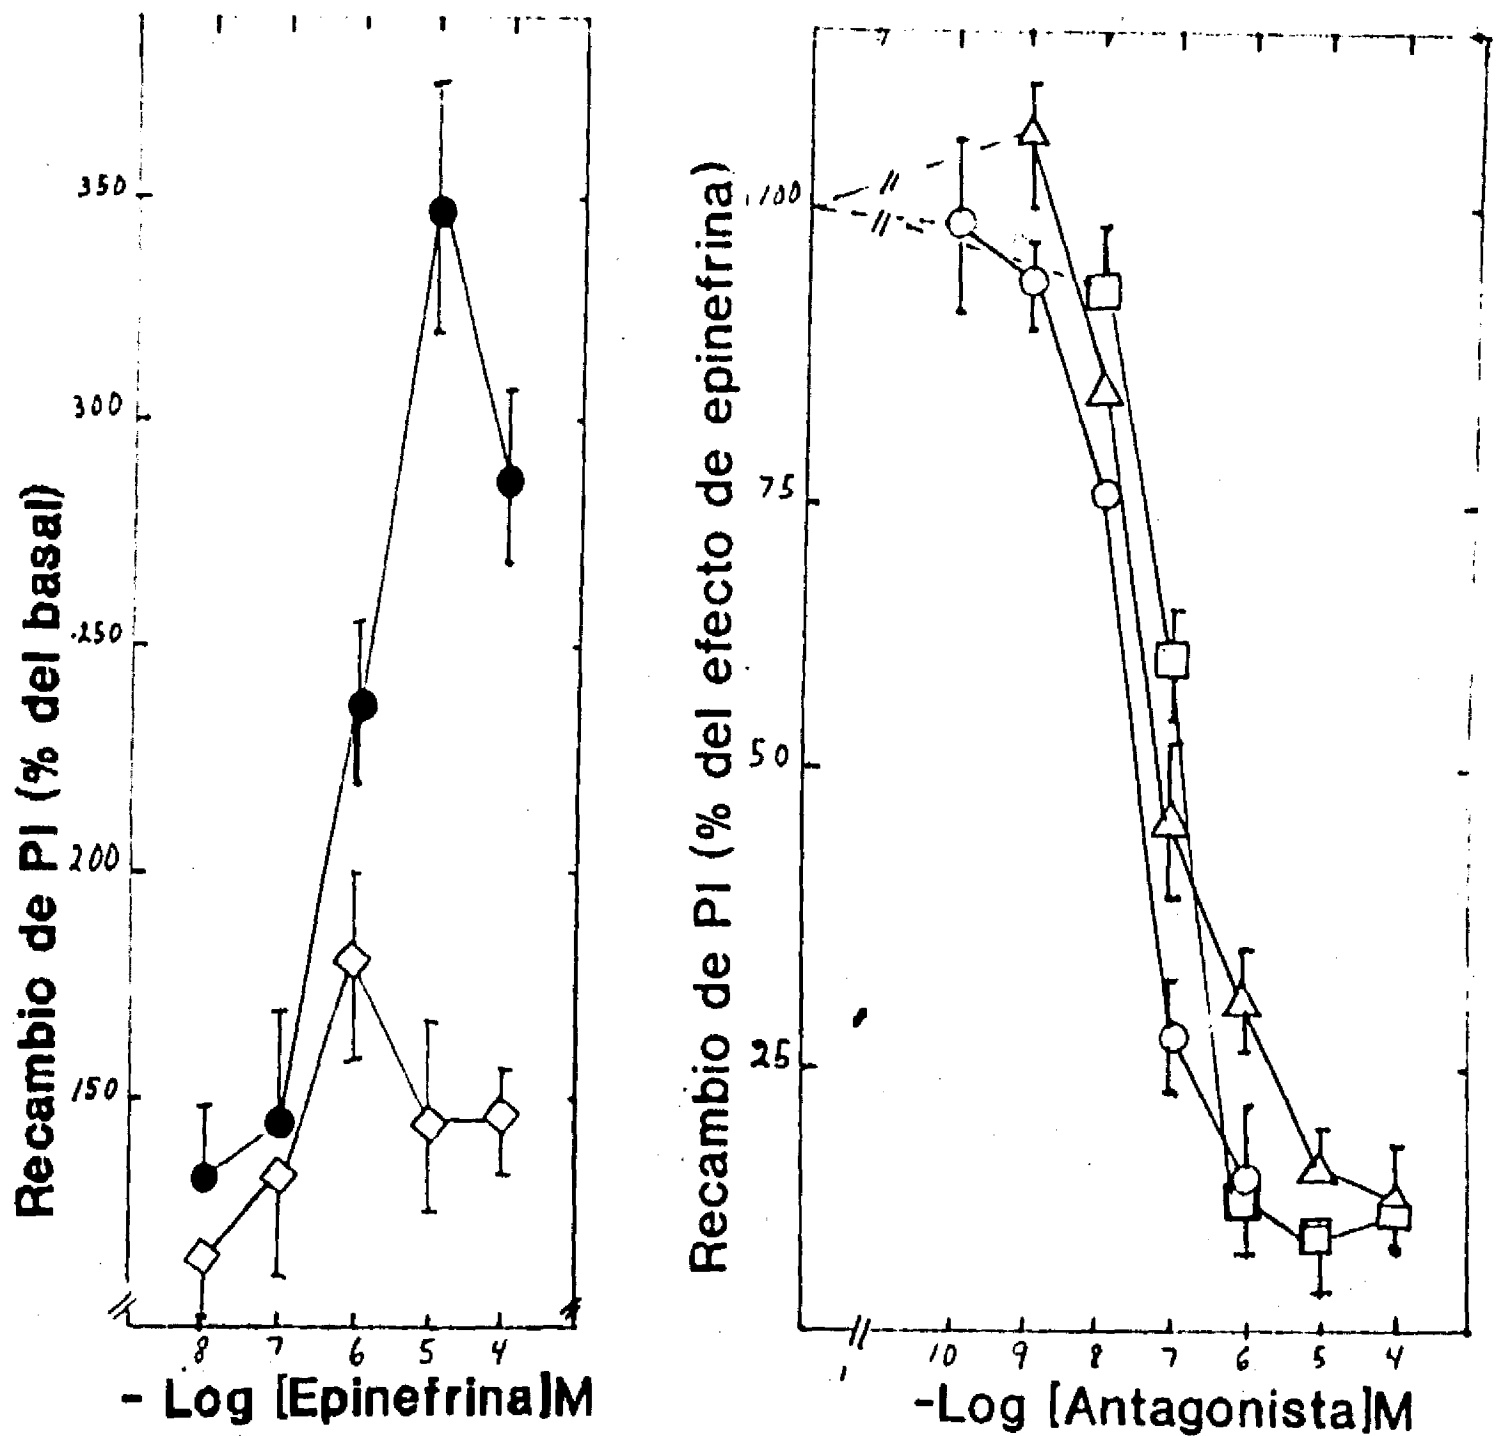 Recambio de PI (% del basal)
350
300
250
200
150
8 7 6 5 4
- Log [Epinefrina]M
Recambio de PI (% del efecto de epinefrina)
100
75
50
25
10 9 8 7 6 5 4
-Log [Antagonista]M